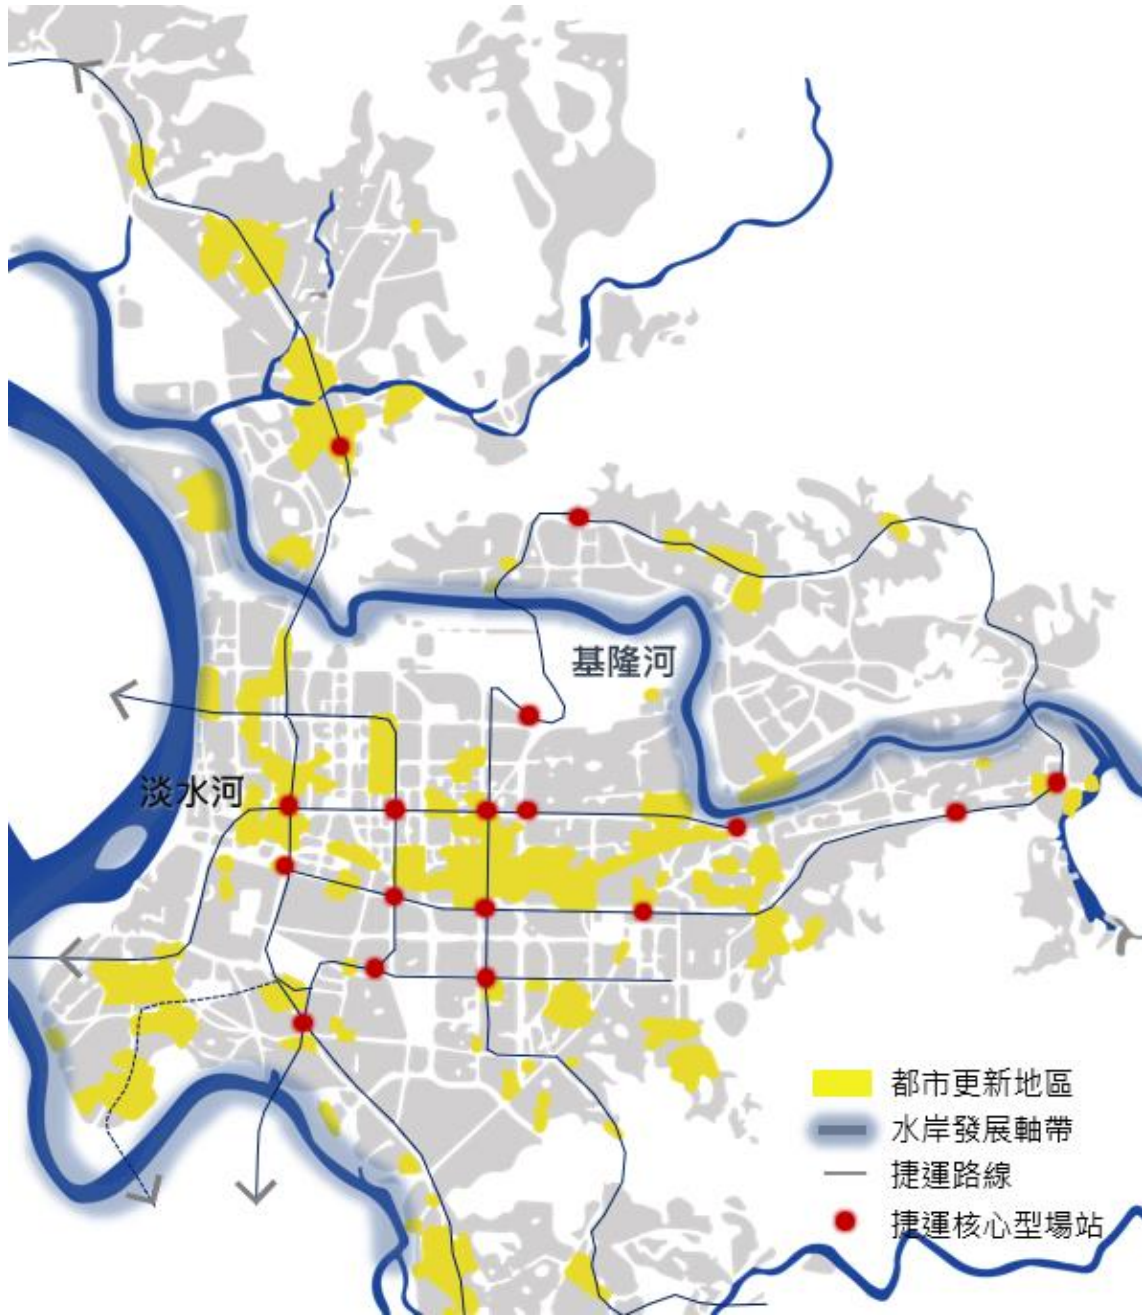 基隆河
淡水河
都市更新地區
水岸發展軸帶
捷運路線
捷運核心型場站